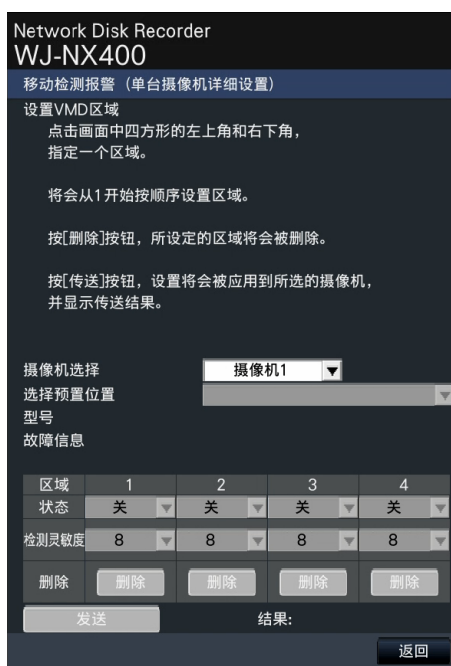 Network Disk Recorder
WJ-NX400
移动检测报警（单台摄像机详细设置）
设置VMD区域
点击画面中四方形的左上角和右下角，
指定一个区域。
将会从1开始按顺序设置区域。
按[删除]按钮，所设定的区域将会被删除。
按[传送]按钮，设置将会被应用到所选的摄像机，
并显示传送结果。
摄像机选择 摄像机1
选择预置位置
型号
故障信息
区域 1 2 3 4
状态 关 关 关 关
检测灵敏度 8 8 8 8
删除 删除 删除 删除 删除
发送 结果:
返回